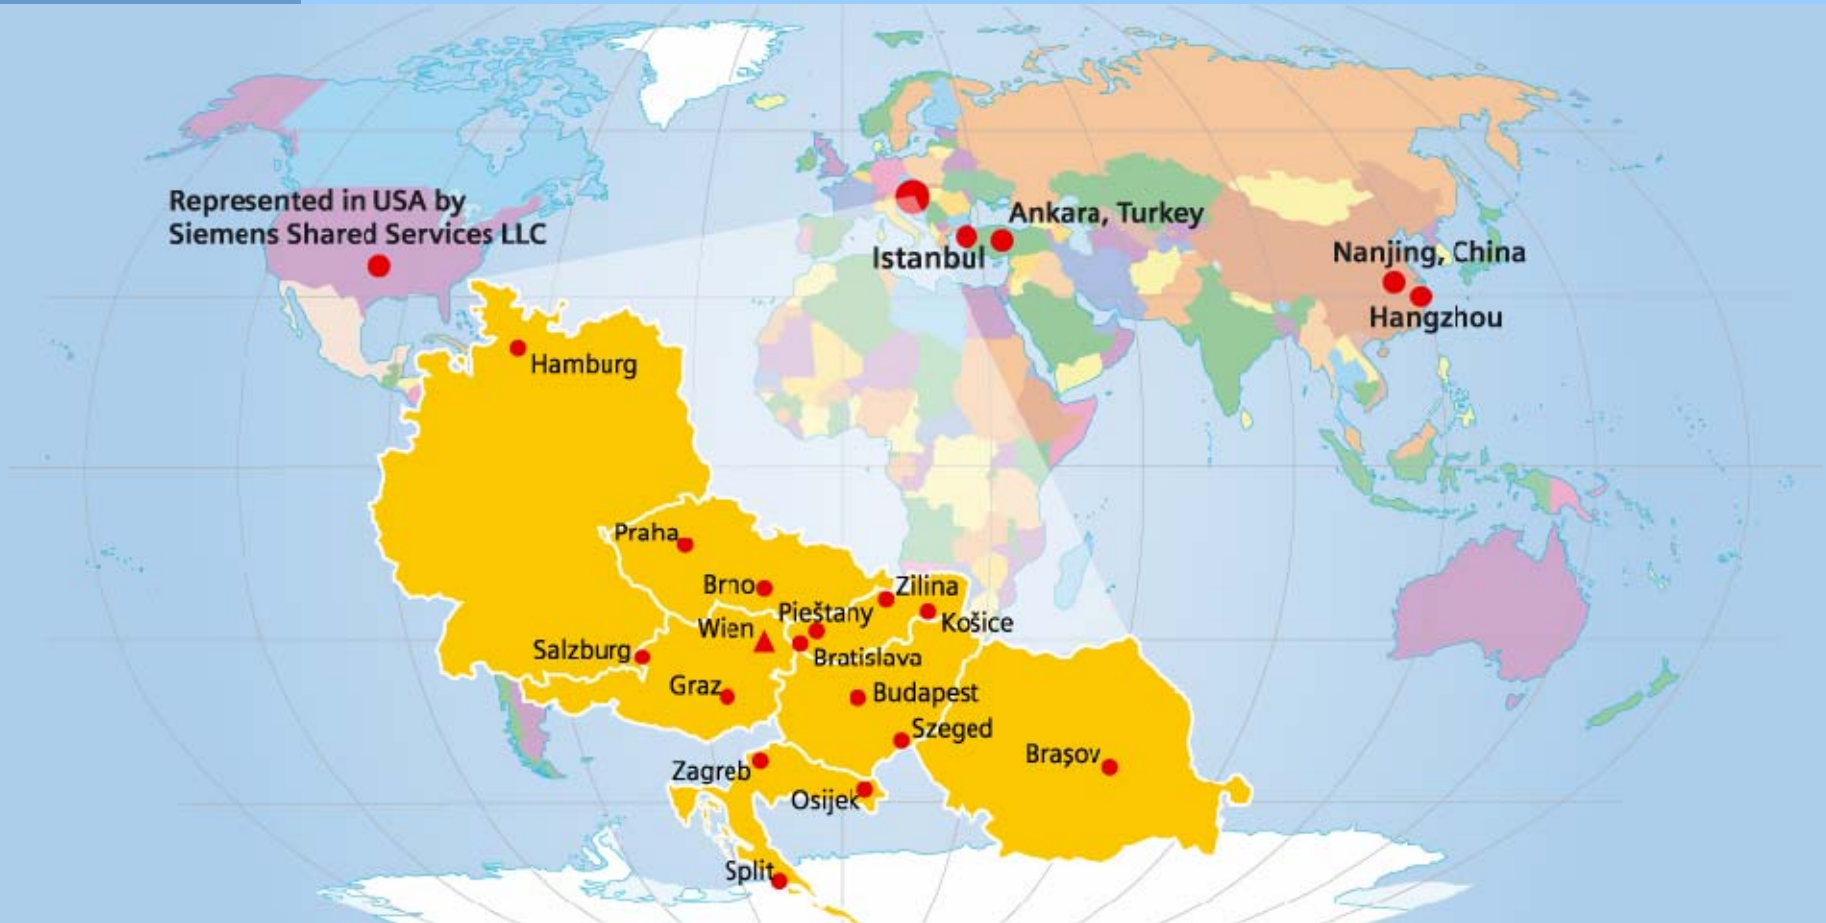 Represented in USA by
Siemens Shared Services LLC
Ankara, Turkey
Istanbul
Nanjing, China
Hangzhou
Hamburg
Praha
Brno
Zilina
Pieštany
Košice
Wien
Salzburg
Bratislava
Graz
Budapest
Szeged
Braşov
Zagreb
Osijek
Split